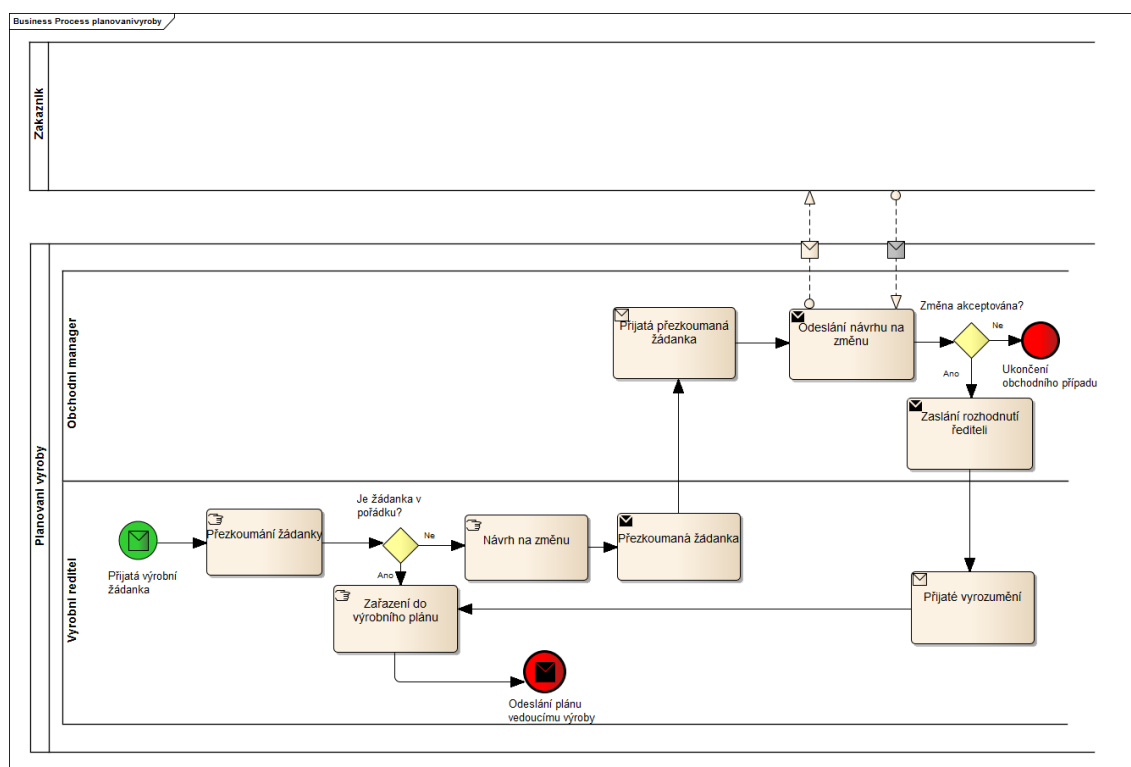 Business Process planovanivyroby
Zakaznik
Planovani vyroby
Obchodni manager
Přijatá přezkoumaná
žádanka
Odeslání návrhu na
změnu
Změna akceptována?
Ne
Ano
Ukončení
obchodního případu
Zaslání rozhodnutí
řediteli
Vyrobni reditel
Přijatá výrobní
žádanka
Přezkoumání žádanky
Je žádanka v
pořádku?
Ne
Ano
Návrh na změnu
Přezkoumaná žádanka
Zařazení do
výrobního plánu
Přijaté vyrozumění
Odeslání plánu
vedoucímu výroby